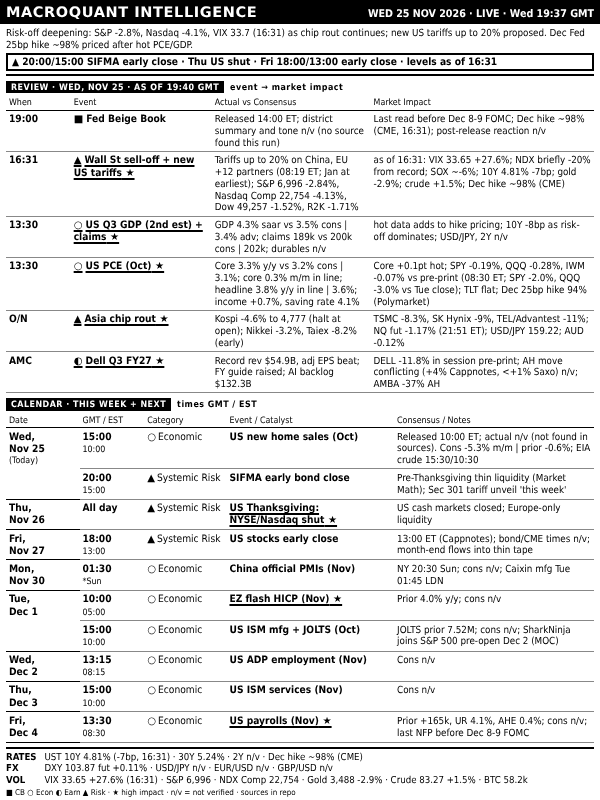 MACROQUANT INTELLIGENCE
WED 25 NOV 2026 · LIVE · Wed 19:37 GMT
Risk-off deepening: S&P -2.8%, Nasdaq -4.1%, VIX 33.7 (16:31) as chip rout continues; new US tariffs up to 20% proposed. Dec Fed
25bp hike ~98% priced after hot PCE/GDP.
▲ 20:00/15:00 SIFMA early close · Thu US shut · Fri 18:00/13:00 early close · levels as of 16:31
REVIEW · WED, NOV 25 · AS OF 19:40 GMT event → market impact
When Event Actual vs Consensus Market Impact
19:00 ■ Fed Beige Book Released 14:00 ET; district Last read before Dec 8-9 FOMC; Dec hike ~98%
summary and tone n/v (no source (CME, 16:31); post-release reaction n/v
found this run)
16:31 ▲ Wall St sell-off + new Tariffs up to 20% on China, EU as of 16:31: VIX 33.65 +27.6%; NDX briefly -20%
US tariffs ★ +12 partners (08:19 ET; Jan at from record; SOX ~-6%; 10Y 4.81% -7bp; gold
earliest); S&P 6,996 -2.84%, -2.9%; crude +1.5%; Dec hike ~98% (CME)
Nasdaq Comp 22,754 -4.13%,
Dow 49,257 -1.52%, R2K -1.71%
13:30 ○ US Q3 GDP (2nd est) + GDP 4.3% saar vs 3.5% cons | hot data adds to hike pricing; 10Y -8bp as risk-
claims ★ 3.4% adv; claims 189k vs 200k off dominates; USD/JPY, 2Y n/v
cons | 202k; durables n/v
13:30 ○ US PCE (Oct) ★ Core 3.3% y/y vs 3.2% cons | Core +0.1pt hot; SPY -0.19%, QQQ -0.28%, IWM
3.1%; core 0.3% m/m in line; -0.07% vs pre-print (08:30 ET; SPY -2.0%, QQQ
headline 3.8% y/y in line | 3.6%; -3.0% vs Tue close); TLT flat; Dec 25bp hike 94%
income +0.7%, saving rate 4.1% (Polymarket)
O/N ▲ Asia chip rout ★ Kospi -4.6% to 4,777 (halt at TSMC -8.3%, SK Hynix -9%, TEL/Advantest -11%;
open); Nikkei -3.2%, Taiex -8.2% NQ fut -1.17% (21:51 ET); USD/JPY 159.22; AUD
(early) -0.12%
AMC ◐ Dell Q3 FY27 ★ Record rev $54.9B, adj EPS beat; DELL -11.8% in session pre-print; AH move
FY guide raised; AI backlog conflicting (+4% Cappnotes, <+1% Saxo) n/v;
$132.3B AMBA -37% AH
CALENDAR · THIS WEEK + NEXT times GMT / EST
Date GMT / EST Category Event / Catalyst Consensus / Notes
Wed, 15:00 ○ Economic US new home sales (Oct) Released 10:00 ET; actual n/v (not found in
Nov 25 10:00 sources). Cons -5.3% m/m | prior -0.6%; EIA
(Today) crude 15:30/10:30
20:00 ▲ Systemic Risk SIFMA early bond close Pre-Thanksgiving thin liquidity (Market
15:00 Math); Sec 301 tariff unveil 'this week'
Thu, All day ▲ Systemic Risk US Thanksgiving: US cash markets closed; Europe-only
Nov 26 NYSE/Nasdaq shut ★ liquidity
Fri, 18:00 ▲ Systemic Risk US stocks early close 13:00 ET (Cappnotes); bond/CME times n/v;
Nov 27 13:00 month-end flows into thin tape
Mon, 01:30 ○ Economic China official PMIs (Nov) NY 20:30 Sun; cons n/v; Caixin mfg Tue
Nov 30 *Sun 01:45 LDN
Tue, 10:00 ○ Economic EZ flash HICP (Nov) ★ Prior 4.0% y/y; cons n/v
Dec 1 05:00
15:00 ○ Economic US ISM mfg + JOLTS (Oct) JOLTS prior 7.52M; cons n/v; SharkNinja
10:00 joins S&P 500 pre-open Dec 2 (MOC)
Wed, 13:15 ○ Economic US ADP employment (Nov) Cons n/v
Dec 2 08:15
Thu, 15:00 ○ Economic US ISM services (Nov) Cons n/v
Dec 3 10:00
Fri, 13:30 ○ Economic US payrolls (Nov) ★ Prior +165k, UR 4.1%, AHE 0.4%; cons n/v;
Dec 4 08:30 last NFP before Dec 8-9 FOMC
RATES UST 10Y 4.81% (-7bp, 16:31) · 30Y 5.24% · 2Y n/v · Dec hike ~98% (CME)
FX DXY 103.87 fut +0.11% · USD/JPY n/v · EUR/USD n/v · GBP/USD n/v
VOL VIX 33.65 +27.6% (16:31) · S&P 6,996 · NDX Comp 22,754 · Gold 3,488 -2.9% · Crude 83.27 +1.5% · BTC 58.2k
■ CB ○ Econ ◐ Earn ▲ Risk · ★ high impact · n/v = not verified · sources in repo